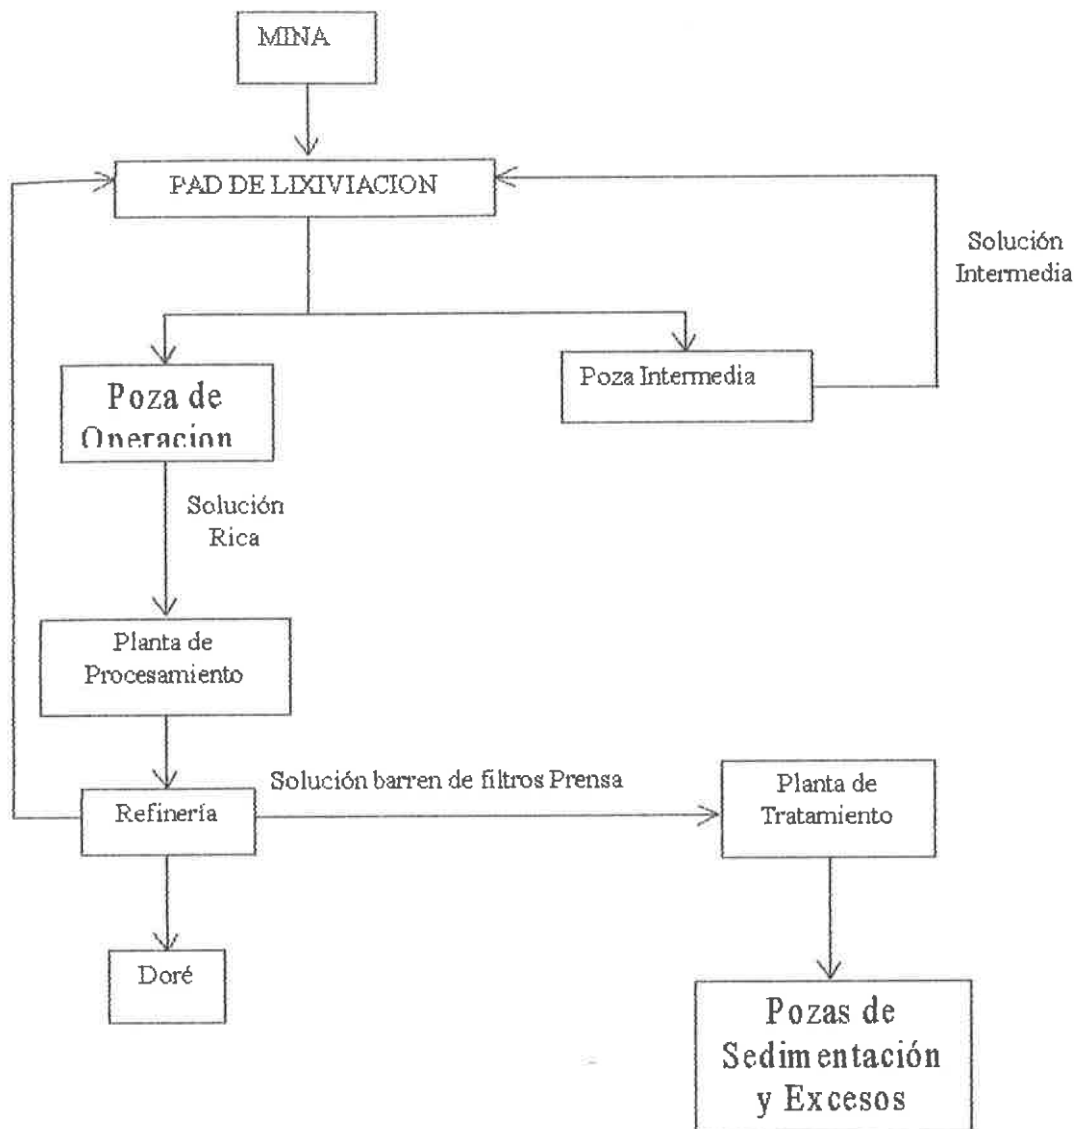 MINA
PAD DE LIXIVIACION
Solución
Intermedia
Poza de
Operacion
Poza Intermedia
Solución
Rica
Planta de
Procesamiento
Solución barren de filtros Prensa
Refinería
Planta de
Tratamiento
Doré
Pozas de
Sedimentación
y Excesos